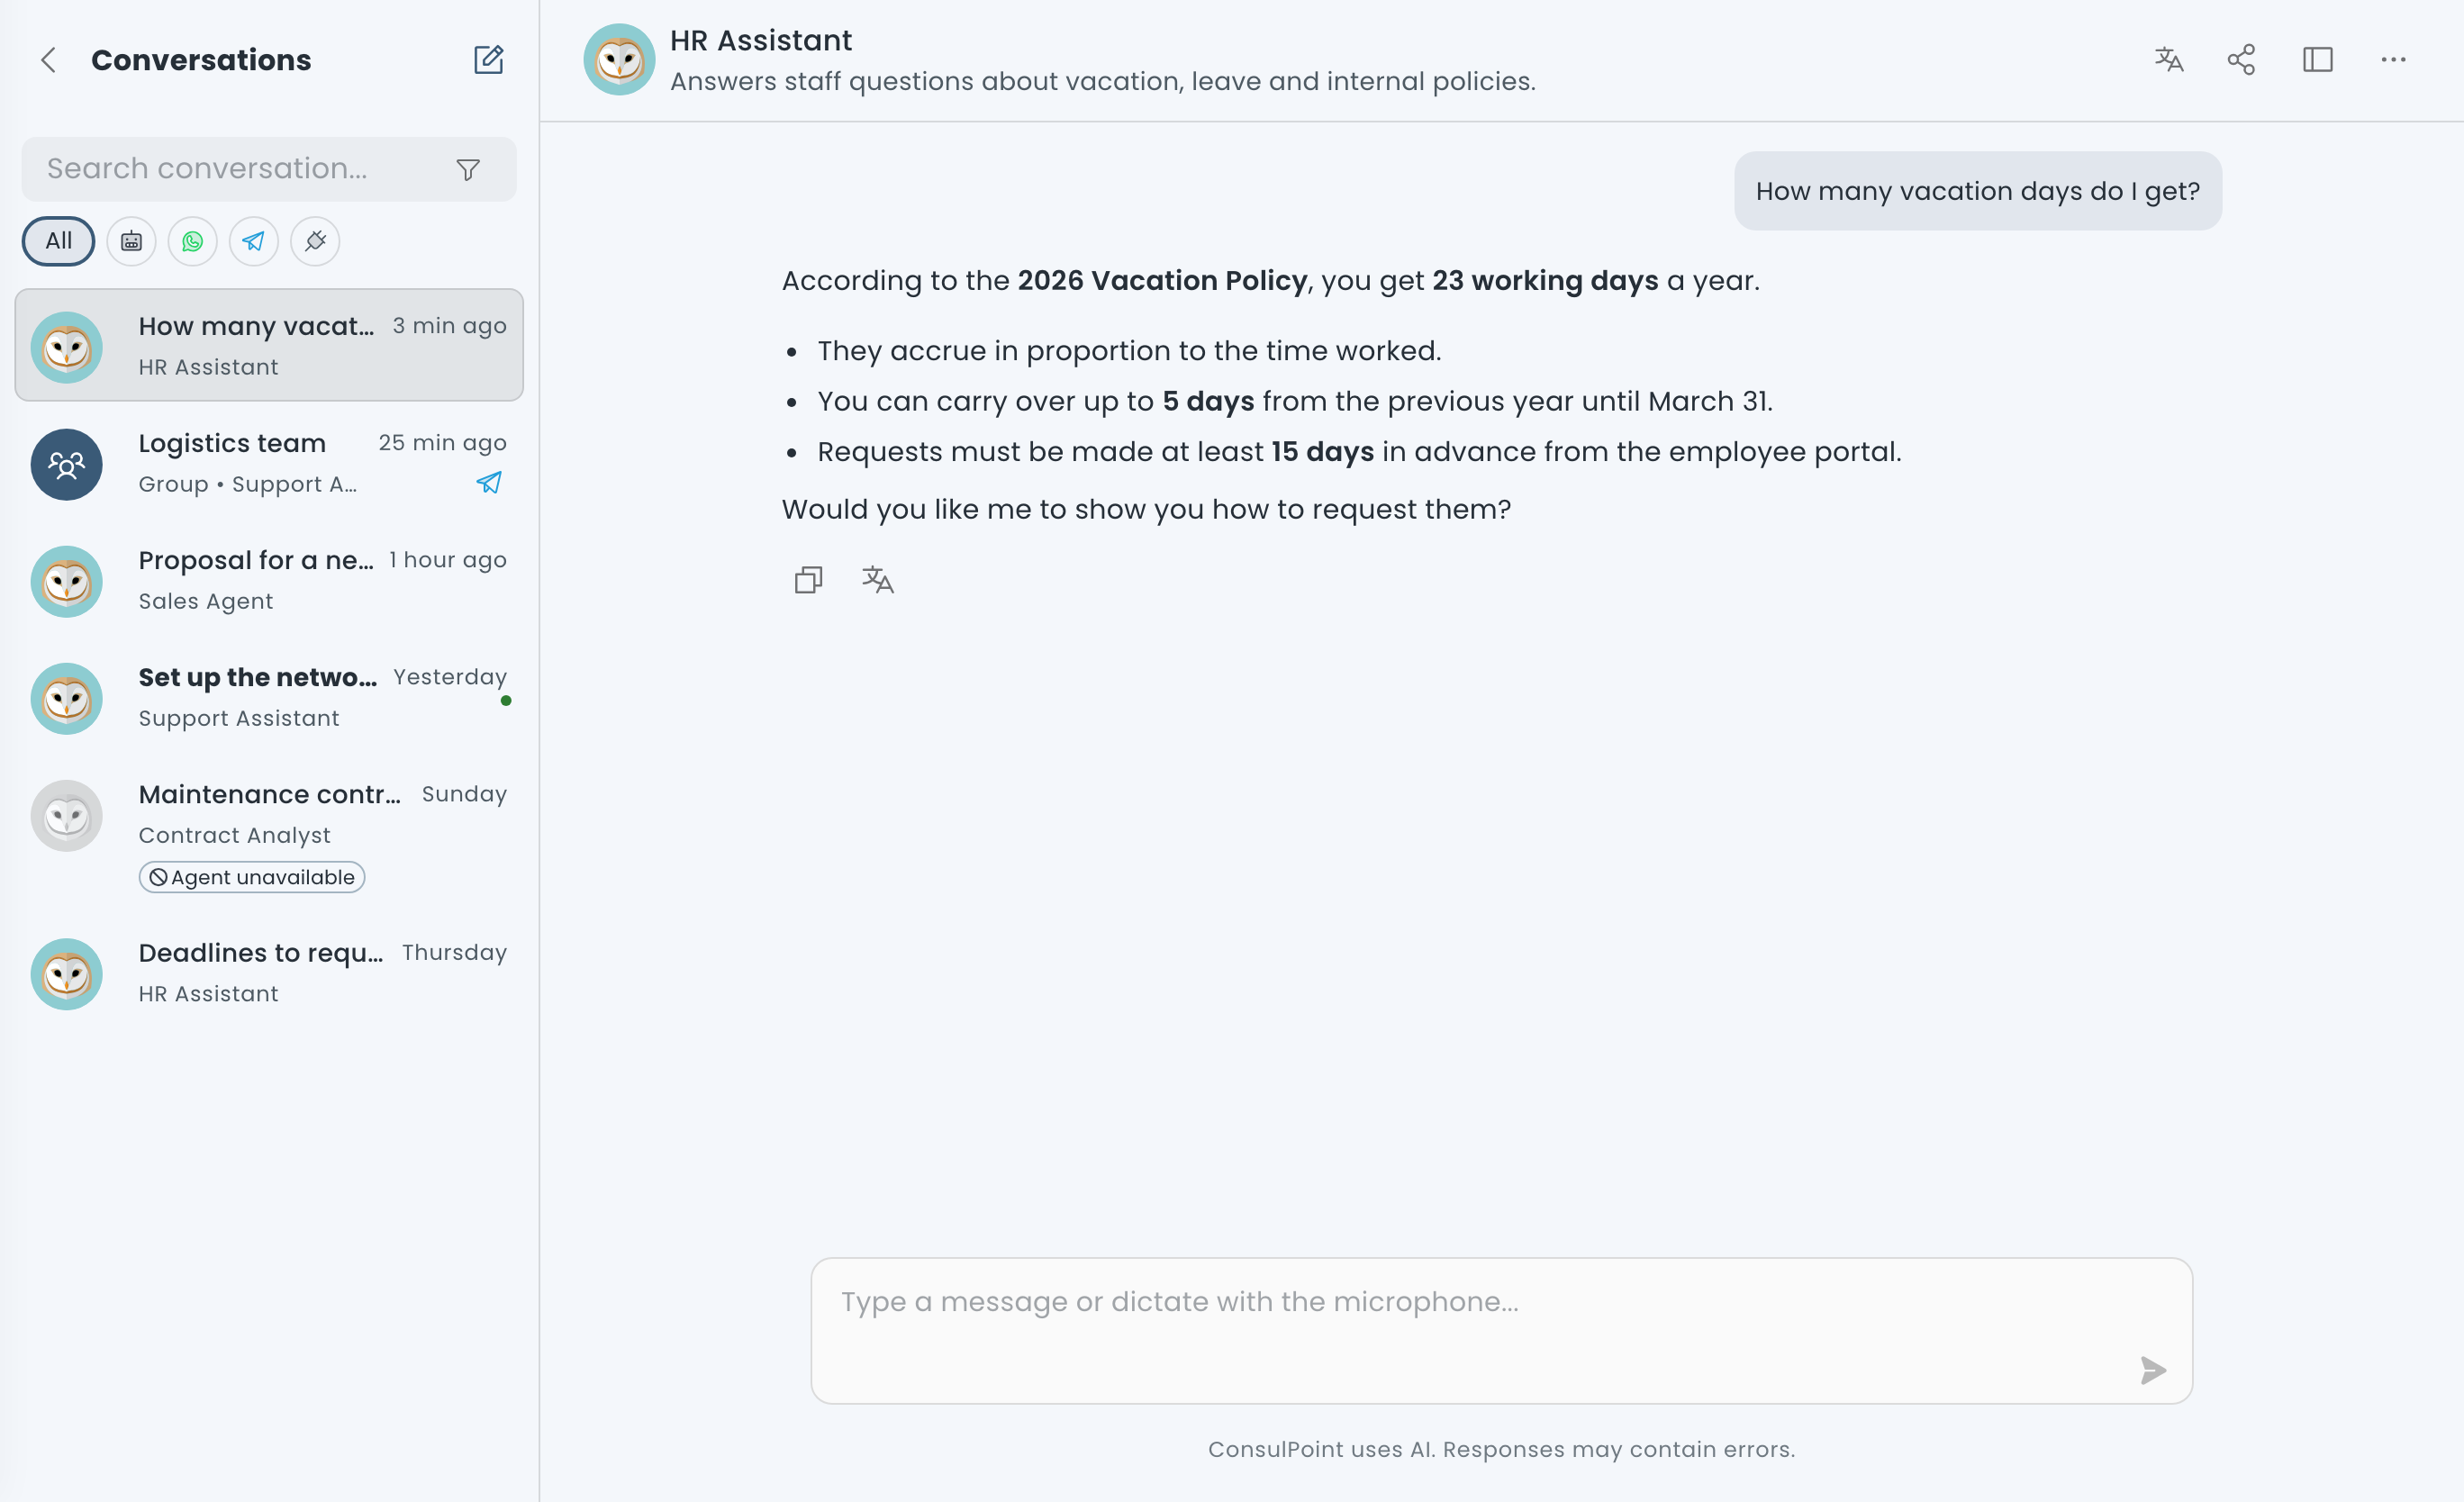 Conversations
Search conversation...
All
How many vacat... 3 min ago
HR Assistant
Logistics team 25 min ago
Group • Support A...
Proposal for a ne... 1 hour ago
Sales Agent
Set up the netwo... Yesterday
Support Assistant
Maintenance contr... Sunday
Contract Analyst
Agent unavailable
Deadlines to requ... Thursday
HR Assistant
HR Assistant
Answers staff questions about vacation, leave and internal policies.
How many vacation days do I get?
According to the 2026 Vacation Policy, you get 23 working days a year.
• They accrue in proportion to the time worked.
• You can carry over up to 5 days from the previous year until March 31.
• Requests must be made at least 15 days in advance from the employee portal.
Would you like me to show you how to request them?
Type a message or dictate with the microphone...
ConsulPoint uses AI. Responses may contain errors.